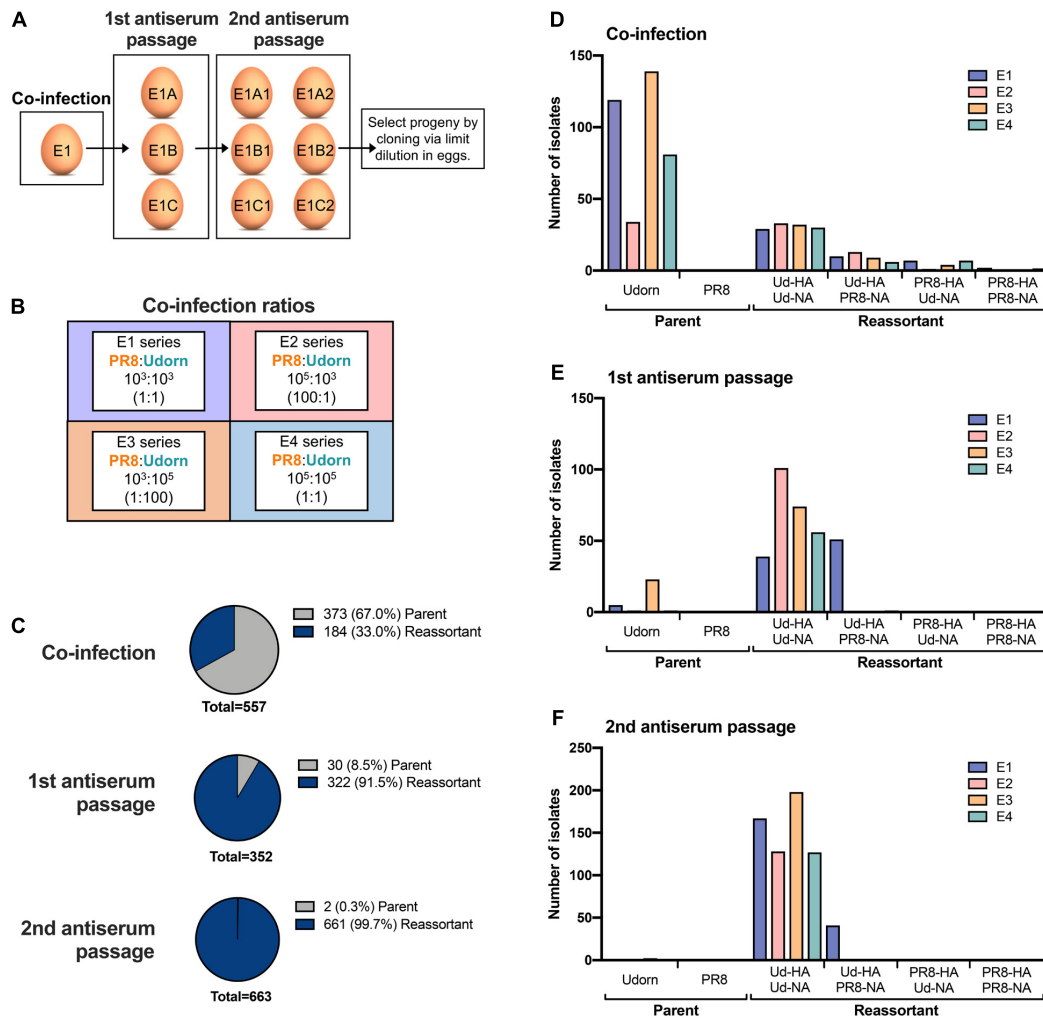 A
1st antiserum
passage
2nd antiserum
passage
Co-infection
E1
E1A
E1B
E1C
E1A1
E1A2
E1B1
E1B2
E1C1
E1C2
Select progeny by
cloning via limit
dilution in eggs.
B
Co-infection ratios
E1 series
PR8:Udorn
10³:10³
(1:1)
E2 series
PR8:Udorn
10⁵:10³
(100:1)
E3 series
PR8:Udorn
10³:10⁵
(1:100)
E4 series
PR8:Udorn
10⁵:10⁵
(1:1)
C
Co-infection
373 (67.0%) Parent
184 (33.0%) Reassortant
Total=557
1st antiserum
passage
30 (8.5%) Parent
322 (91.5%) Reassortant
Total=352
2nd antiserum
passage
2 (0.3%) Parent
661 (99.7%) Reassortant
Total=663
D
Co-infection
Number of isolates
150
100
50
0
E1
E2
E3
E4
Udorn
PR8
Ud-HA
Ud-NA
Ud-HA
PR8-NA
PR8-HA
Ud-NA
PR8-HA
PR8-NA
Parent
Reassortant
E
1st antiserum passage
Number of isolates
150
100
50
0
E1
E2
E3
E4
Udorn
PR8
Ud-HA
Ud-NA
Ud-HA
PR8-NA
PR8-HA
Ud-NA
PR8-HA
PR8-NA
Parent
Reassortant
F
2nd antiserum passage
Number of isolates
250
200
150
100
50
0
E1
E2
E3
E4
Udorn
PR8
Ud-HA
Ud-NA
Ud-HA
PR8-NA
PR8-HA
Ud-NA
PR8-HA
PR8-NA
Parent
Reassortant